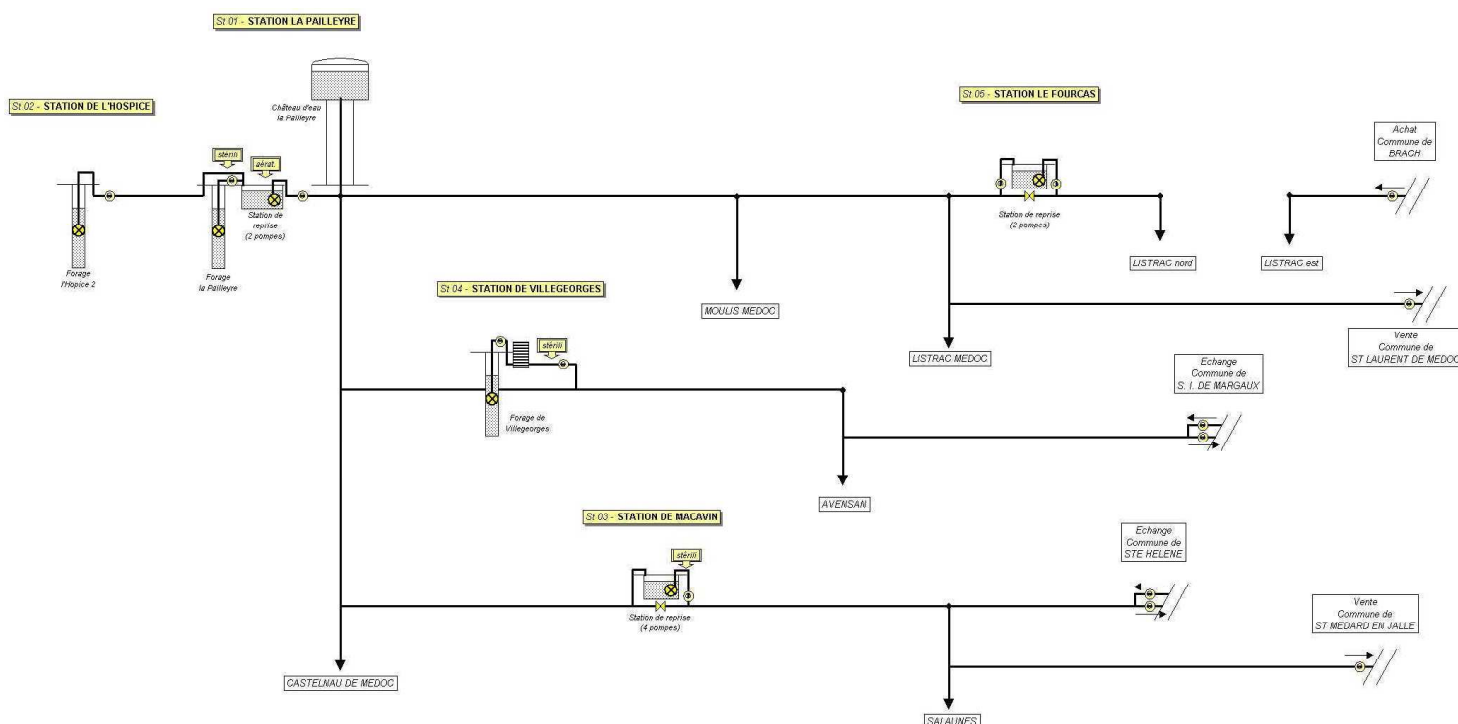 St 01 - STATION LA PAILLEYRE
St 02 - STATION DE L'HOSPICE
Château d'eau
la Pailleyre
St 05 - STATION LE FOURCAS
Achat
Commune de
BRACH
stérili
aérat.
Station de
reprise
(2 pompes)
Forage
l'Hopice 2
Forage
la Pailleyre
Station de reprise
(2 pompes)
LISTRAC nord
LISTRAC est
St 04 - STATION DE VILLEGEORGES
MOULIS MEDOC
LISTRAC MEDOC
Vente
Commune de
ST LAURENT DE MEDOC
stérili
Echange
Commune de
S. I. DE MARGAUX
Forage de
Villegeorges
AVENSAN
St 03 - STATION DE MACAVIN
stérili
Echange
Commune de
STE HELENE
Station de reprise
(4 pompes)
Vente
Commune de
ST MEDARD EN JALLE
CASTELNAU DE MEDOC
SALAUNES